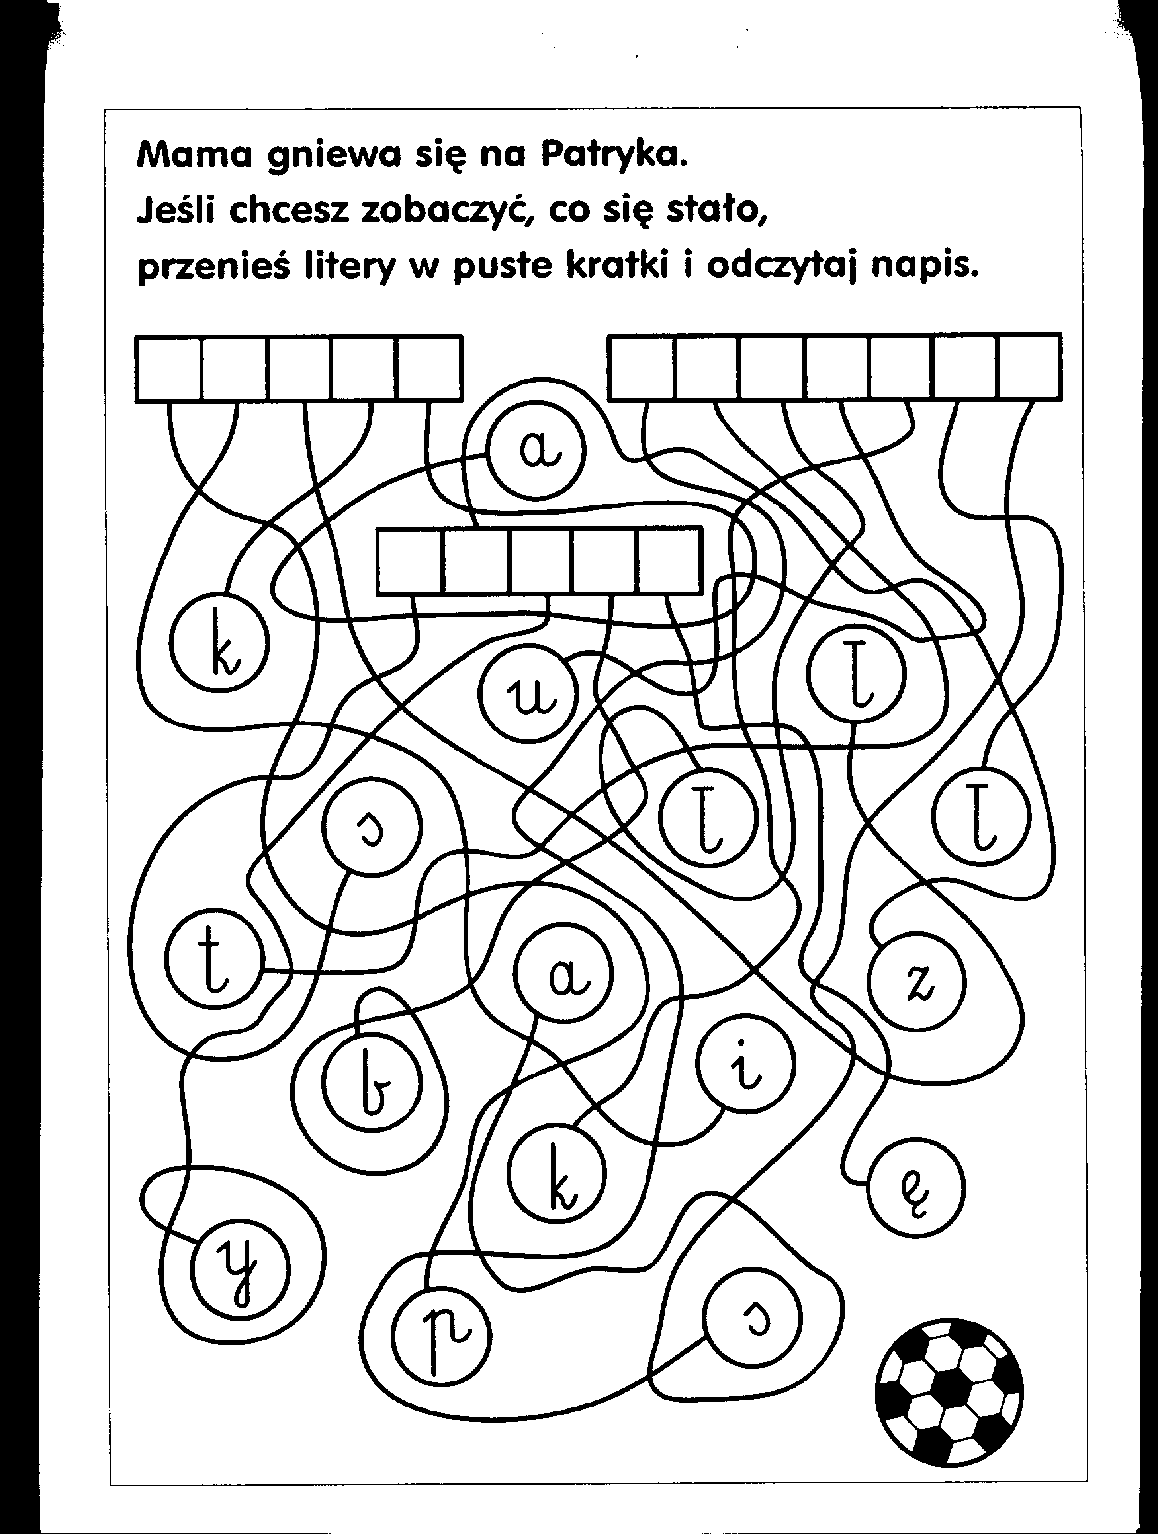 Mama gniewa się na Patryka.
Jeśli chcesz zobaczyć, co się stało,
przenieś litery w puste kratki i odczytaj napis.
a
k
u
ł
s
ł
ł
t
a
z
b
i
k
ę
y
p
s